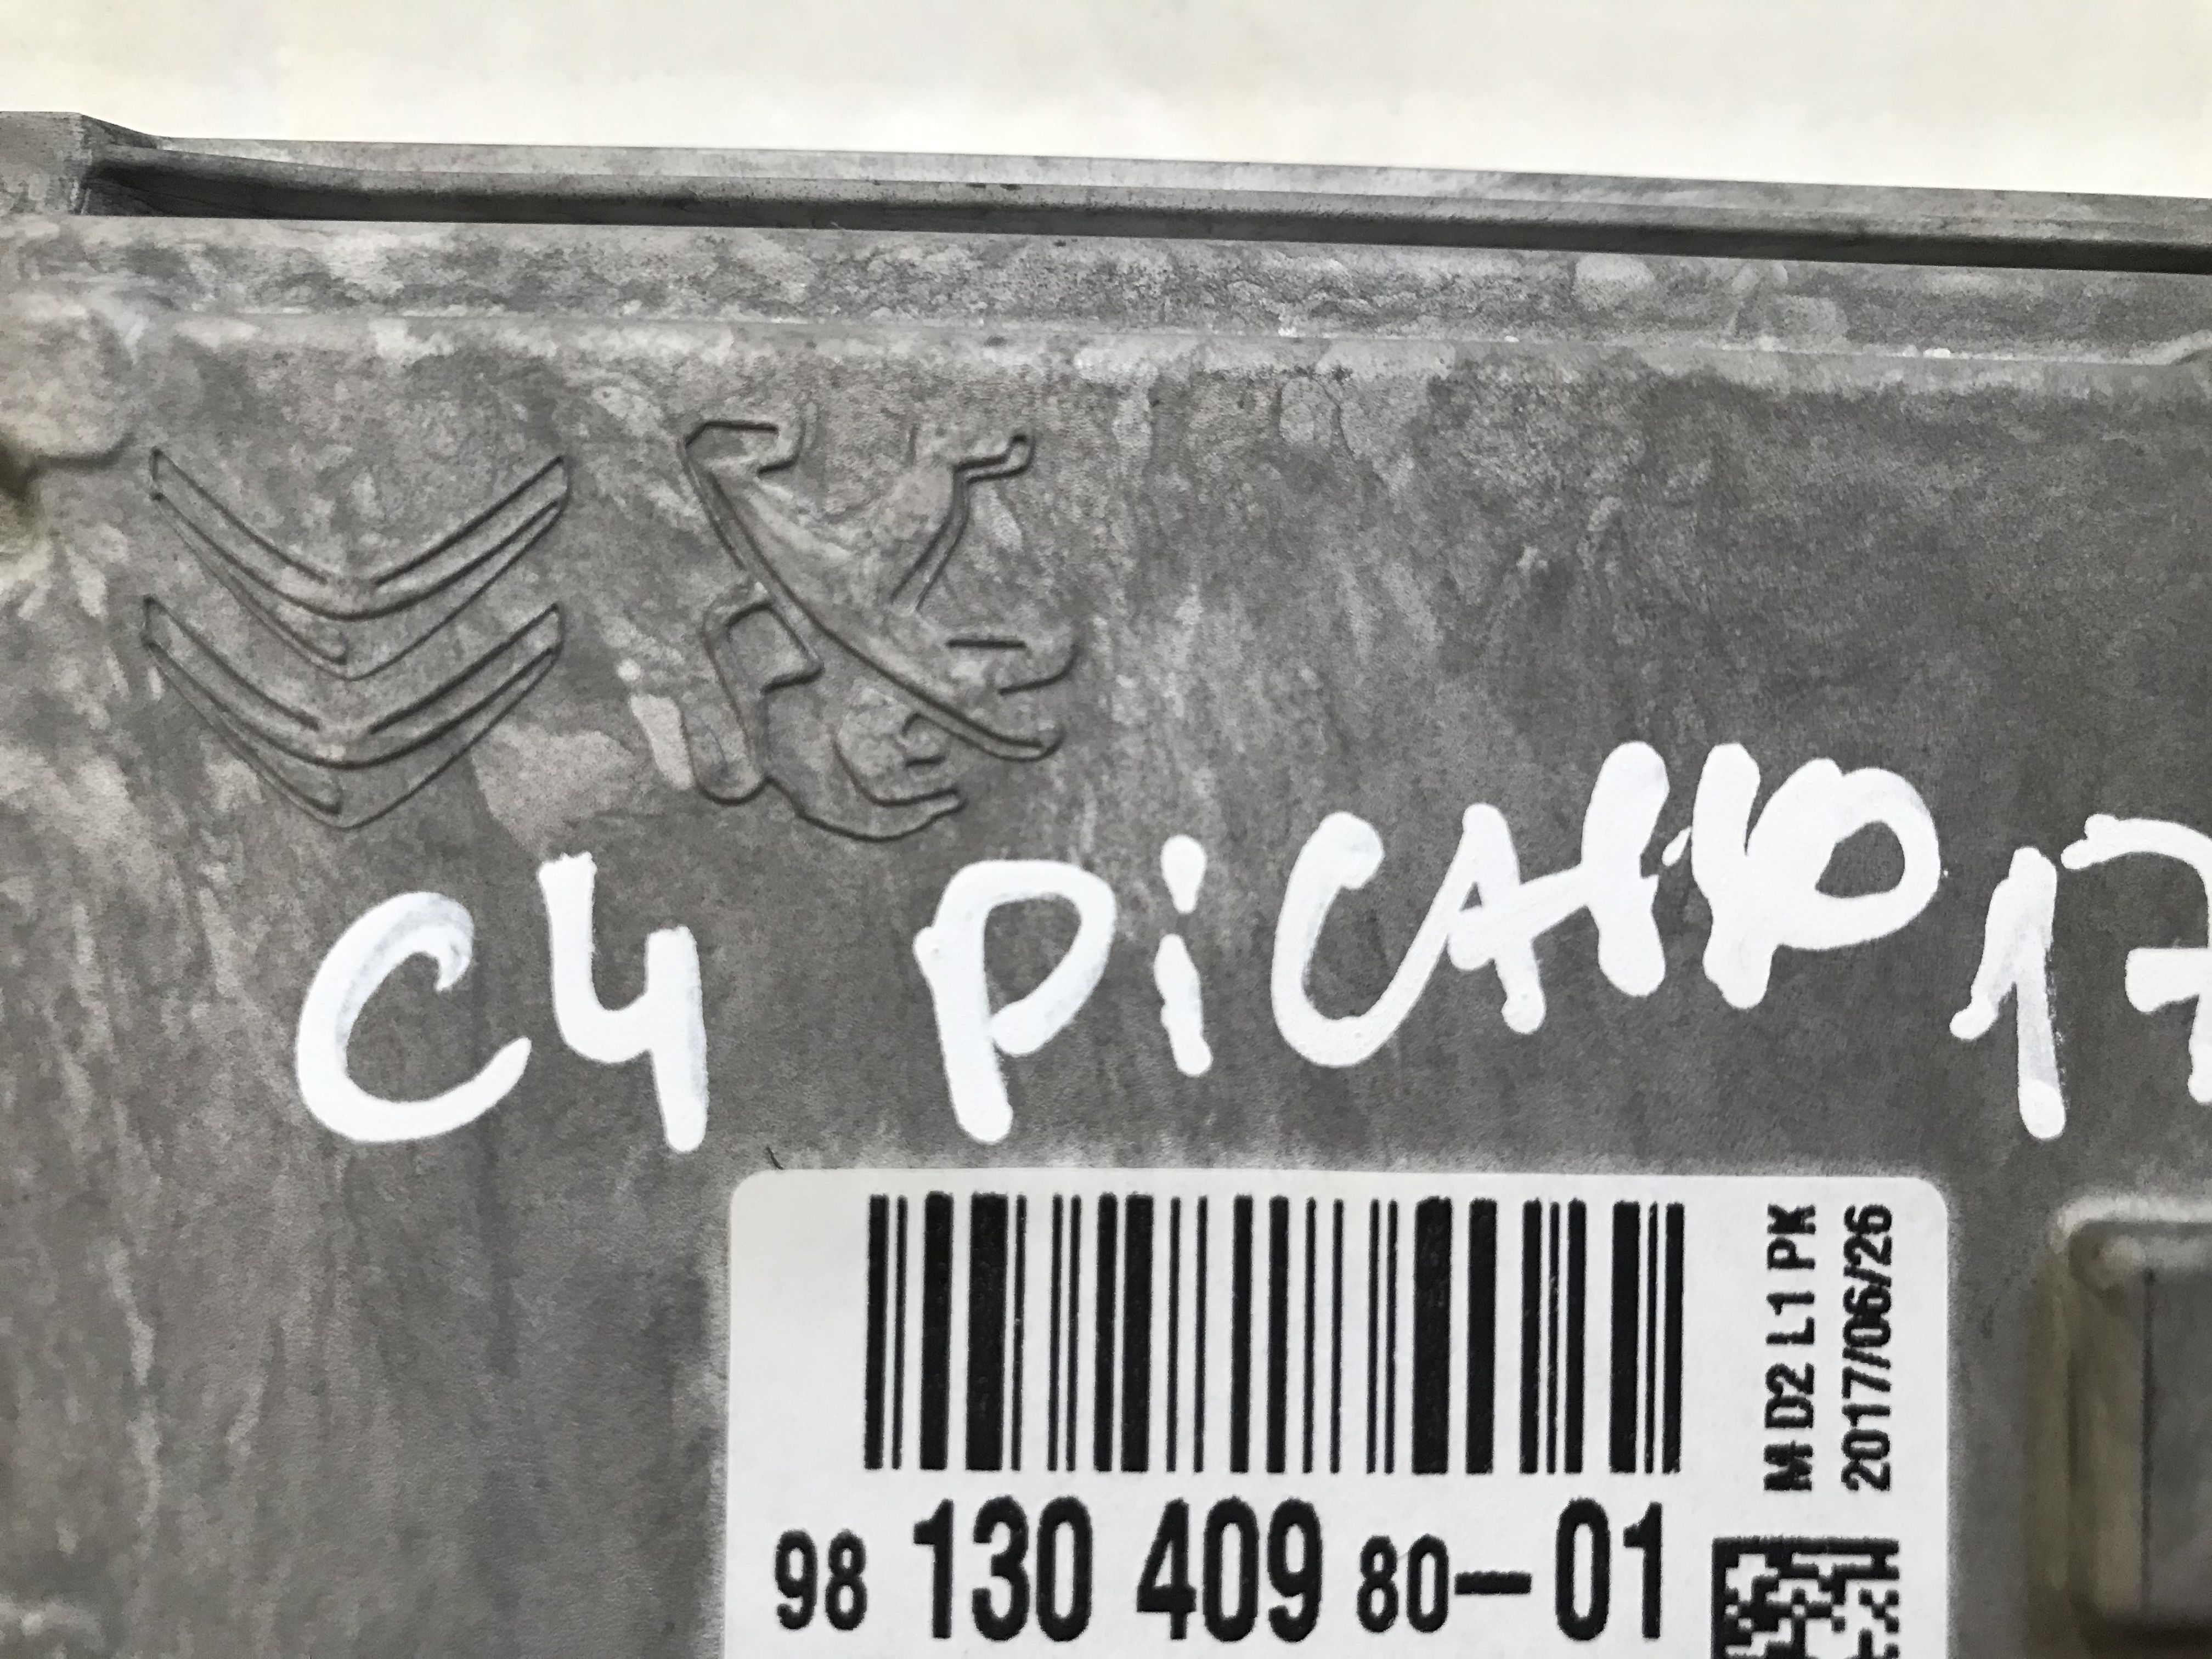 C4 PiCASSO 17
M D2 L1 PK
2017/06/26
98 130 409 80-01